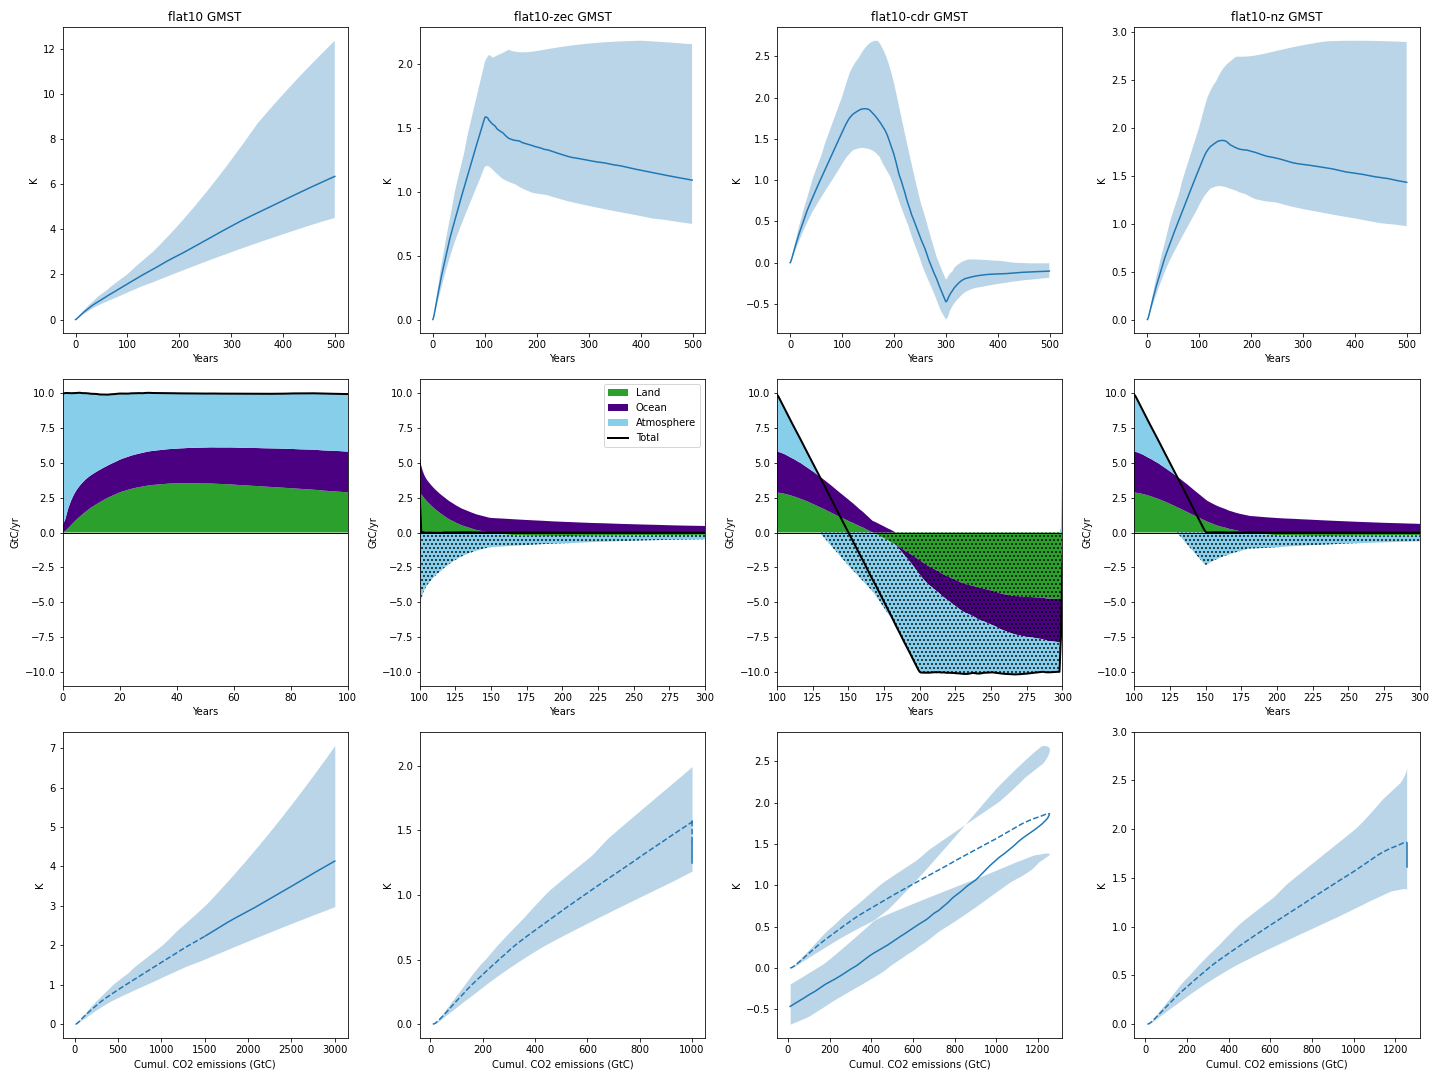 flat10 GMST
K
12
10
8
6
4
2
0
0 100 200 300 400 500
Years
flat10-zec GMST
K
2.0
1.5
1.0
0.5
0.0
0 100 200 300 400 500
Years
flat10-cdr GMST
K
2.5
2.0
1.5
1.0
0.5
0.0
−0.5
0 100 200 300 400 500
Years
flat10-nz GMST
K
3.0
2.5
2.0
1.5
1.0
0.5
0.0
0 100 200 300 400 500
Years
GtC/yr
10.0
7.5
5.0
2.5
0.0
−2.5
−5.0
−7.5
−10.0
0 20 40 60 80 100
Years
GtC/yr
10.0
7.5
5.0
2.5
0.0
−2.5
−5.0
−7.5
−10.0
Land
Ocean
Atmosphere
Total
100 125 150 175 200 225 250 275 300
Years
GtC/yr
10.0
7.5
5.0
2.5
0.0
−2.5
−5.0
−7.5
−10.0
100 125 150 175 200 225 250 275 300
Years
GtC/yr
10.0
7.5
5.0
2.5
0.0
−2.5
−5.0
−7.5
−10.0
100 125 150 175 200 225 250 275 300
Years
K
7
6
5
4
3
2
1
0
0 500 1000 1500 2000 2500 3000
Cumul. CO2 emissions (GtC)
K
2.0
1.5
1.0
0.5
0.0
0 200 400 600 800 1000
Cumul. CO2 emissions (GtC)
K
2.5
2.0
1.5
1.0
0.5
0.0
−0.5
0 200 400 600 800 1000 1200
Cumul. CO2 emissions (GtC)
K
3.0
2.5
2.0
1.5
1.0
0.5
0.0
0 200 400 600 800 1000 1200
Cumul. CO2 emissions (GtC)